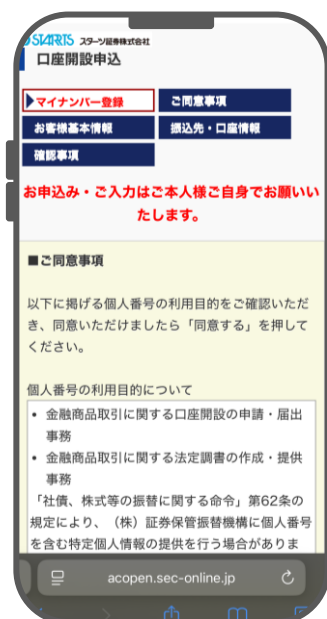 STARTS スターツ証券株式会社
口座開設申込
マイナンバー登録
ご同意事項
お客様基本情報
振込先・口座情報
確認事項
お申込み・ご入力はご本人様ご自身でお願いい
たします。
■ご同意事項
以下に掲げる個人番号の利用目的をご確認いただ
き、同意いただけましたら「同意する」を押して
ください。
個人番号の利用目的について
• 金融商品取引に関する口座開設の申請・届出
事務
• 金融商品取引に関する法定調書の作成・提供
事務
「社債、株式等の振替に関する命令」第62条の
規定により、（株）証券保管振替機構に個人番号
を含む特定個人情報の提供を行う場合がありま
acopen.sec-online.jp